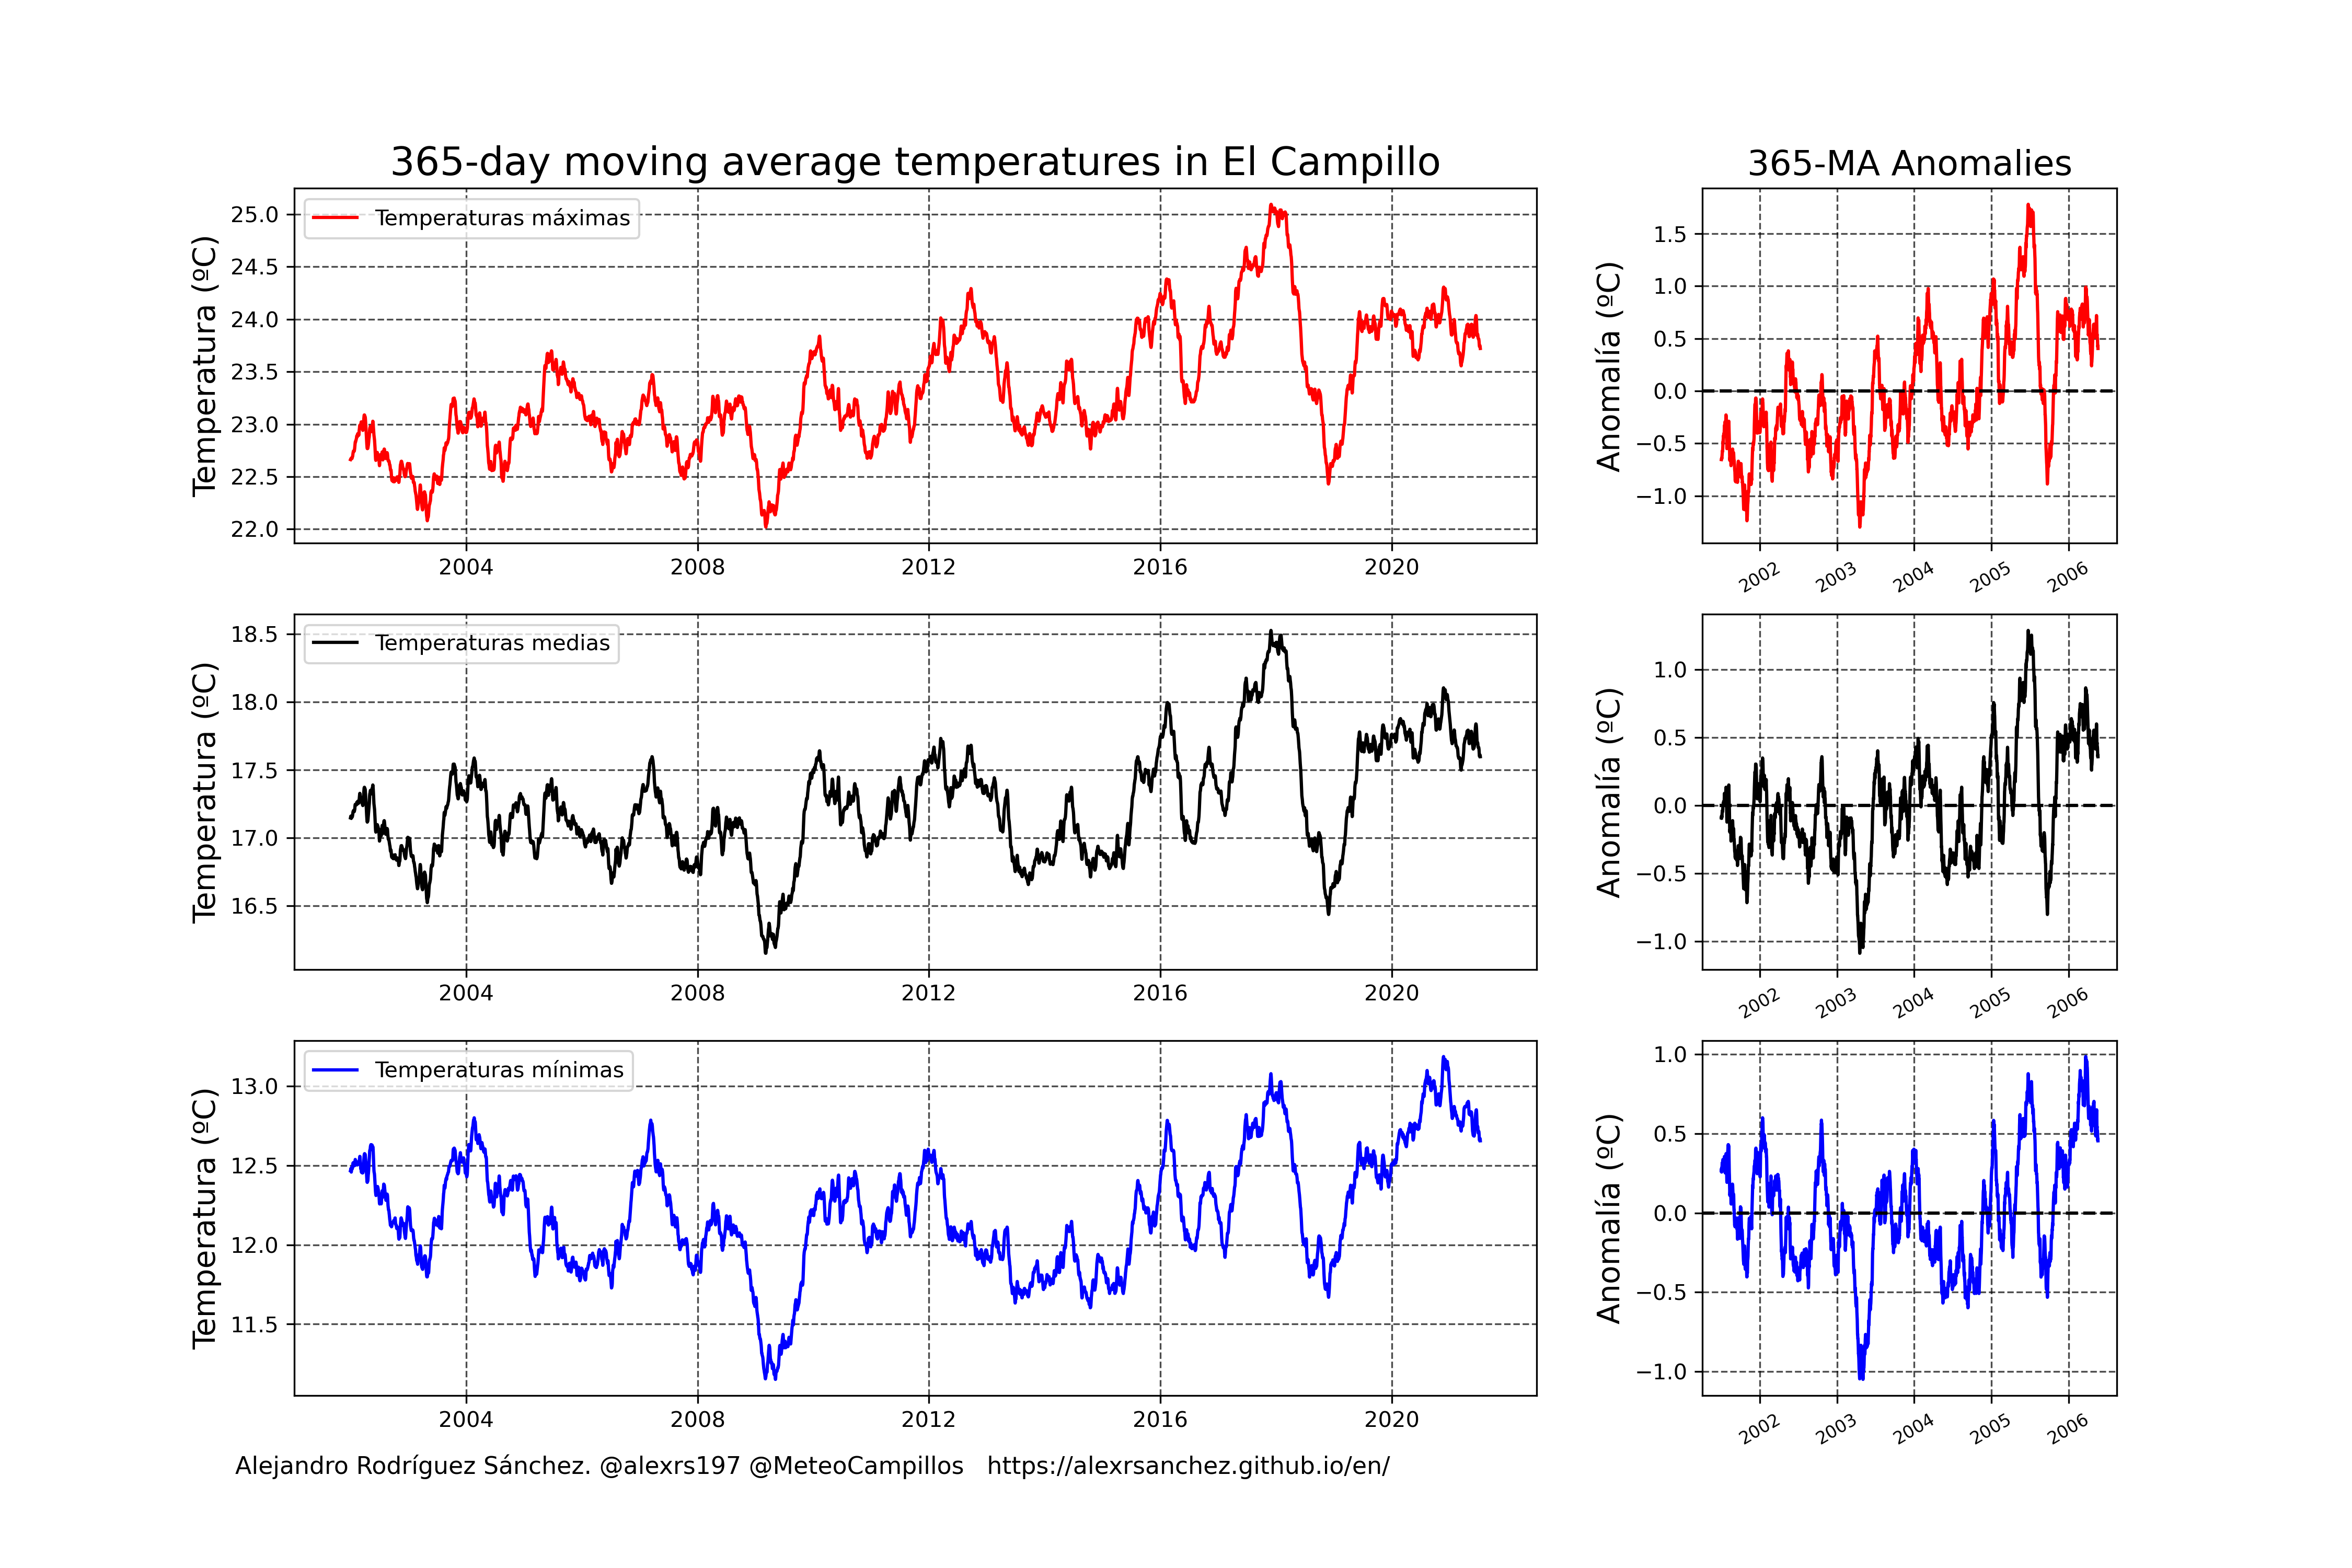 365-day moving average temperatures in El Campillo
365-MA Anomalies
Temperatura (ºC)
25.0
24.5
24.0
23.5
23.0
22.5
22.0
Temperaturas máximas
2004 2008 2012 2016 2020
Anomalía (ºC)
1.5
1.0
0.5
0.0
−0.5
−1.0
2002 2003 2004 2005 2006
Temperatura (ºC)
18.5
18.0
17.5
17.0
16.5
Temperaturas medias
2004 2008 2012 2016 2020
Anomalía (ºC)
1.0
0.5
0.0
−0.5
−1.0
2002 2003 2004 2005 2006
Temperatura (ºC)
13.0
12.5
12.0
11.5
Temperaturas mínimas
2004 2008 2012 2016 2020
Anomalía (ºC)
1.0
0.5
0.0
−0.5
−1.0
2002 2003 2004 2005 2006
Alejandro Rodríguez Sánchez. @alexrs197 @MeteoCampillos https://alexrsanchez.github.io/en/